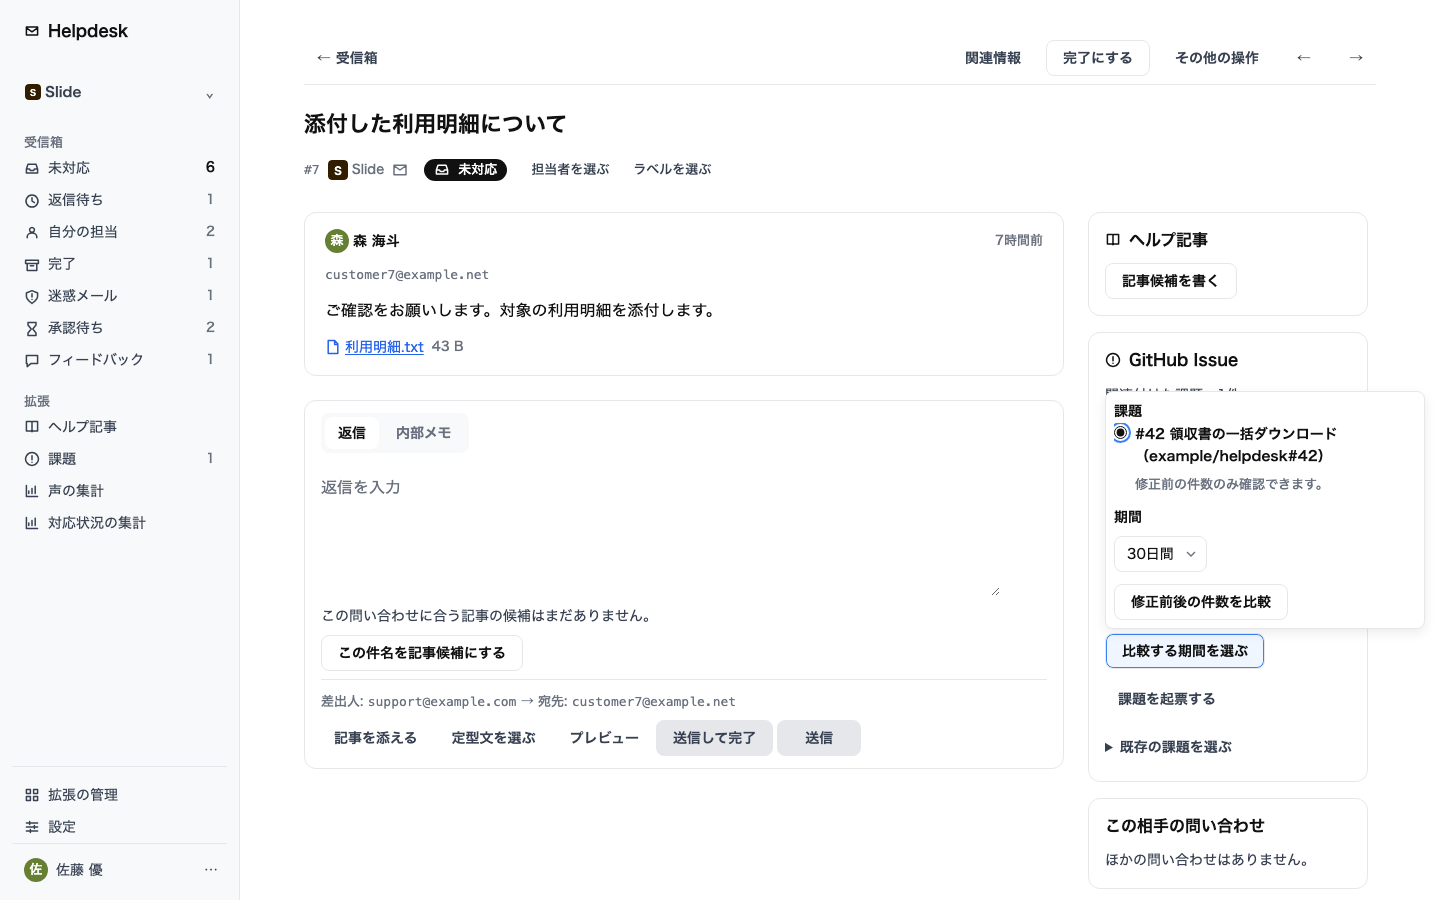 Helpdesk
S Slide
受信箱
未対応 6
返信待ち 1
自分の担当 2
完了 1
迷惑メール 1
承認待ち 2
フィードバック 1
拡張
ヘルプ記事
課題 1
声の集計
対応状況の集計
拡張の管理
設定
佐 佐藤 優 …
← 受信箱
関連情報 完了にする その他の操作 ← →
添付した利用明細について
#7 S Slide 未対応 担当者を選ぶ ラベルを選ぶ
森 森 海斗 7時間前
customer7@example.net
ご確認をお願いします。対象の利用明細を添付します。
利用明細.txt 43 B
返信 内部メモ
返信を入力
この問い合わせに合う記事の候補はまだありません。
この件名を記事候補にする
差出人: support@example.com → 宛先: customer7@example.net
記事を添える 定型文を選ぶ プレビュー 送信して完了 送信
ヘルプ記事
記事候補を書く
GitHub Issue
課題
#42 領収書の一括ダウンロード
（example/helpdesk#42）
修正前の件数のみ確認できます。
期間
30日間
修正前後の件数を比較
比較する期間を選ぶ
課題を起票する
▶ 既存の課題を選ぶ
この相手の問い合わせ
ほかの問い合わせはありません。